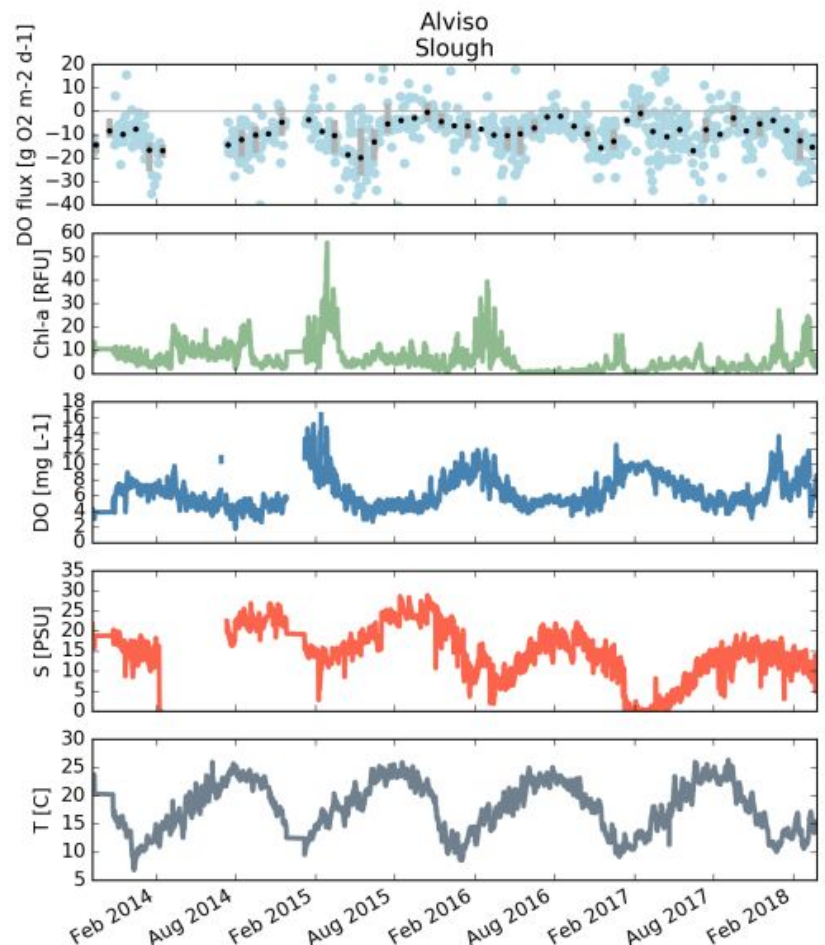 Alviso
Slough
DO flux [g O2 m-2 d-1]
20
10
0
−10
−20
−30
−40
Chl-a [RFU]
60
50
40
30
20
10
0
DO [mg L-1]
18
16
14
12
10
8
6
4
2
0
S [PSU]
35
30
25
20
15
10
5
0
T [C]
30
25
20
15
10
5
Feb 2014
Aug 2014
Feb 2015
Aug 2015
Feb 2016
Aug 2016
Feb 2017
Aug 2017
Feb 2018